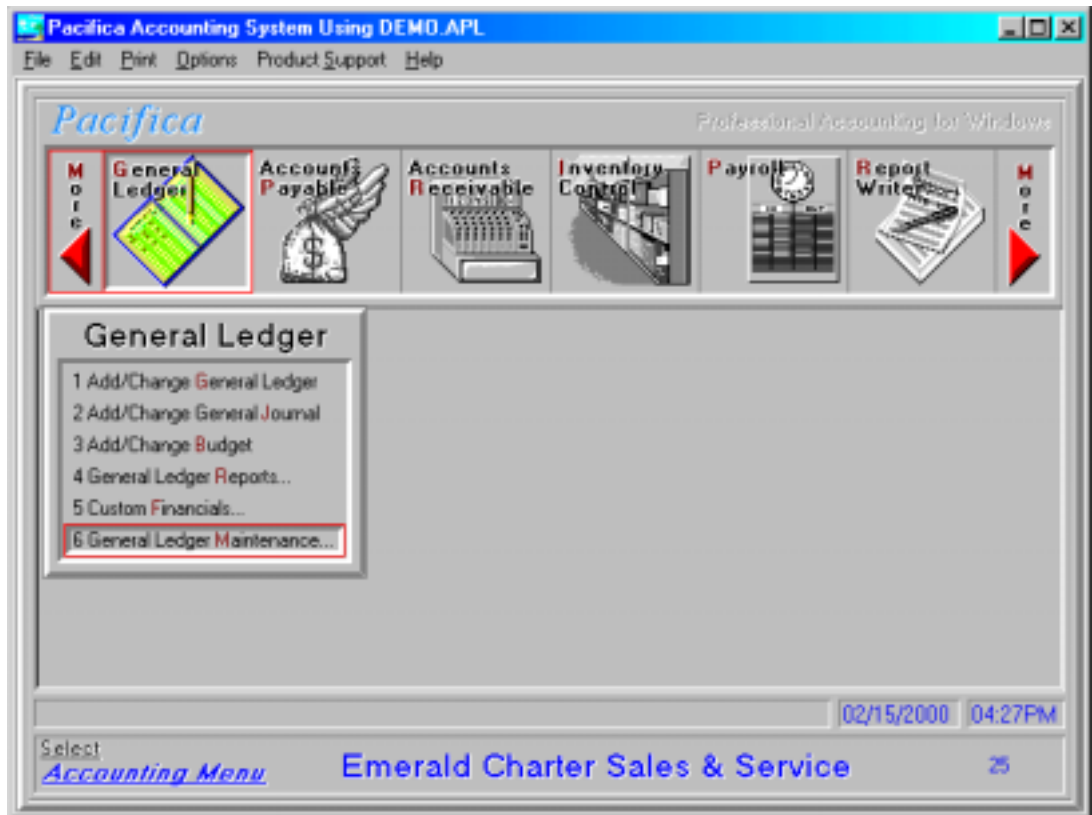 Pacifica Accounting System Using DEMO.APL
File Edit Print Options Product Support Help
Pacifica
Professional Accounting for Windows
More
General Ledger
Accounts Payable
Accounts Receivable
Inventory Control
Payroll
Report Writer
More
General Ledger
1 Add/Change General Ledger
2 Add/Change General Journal
3 Add/Change Budget
4 General Ledger Reports...
5 Custom Financials...
6 General Ledger Maintenance...
02/15/2000 04:27PM
Select
Accounting Menu
Emerald Charter Sales & Service
25